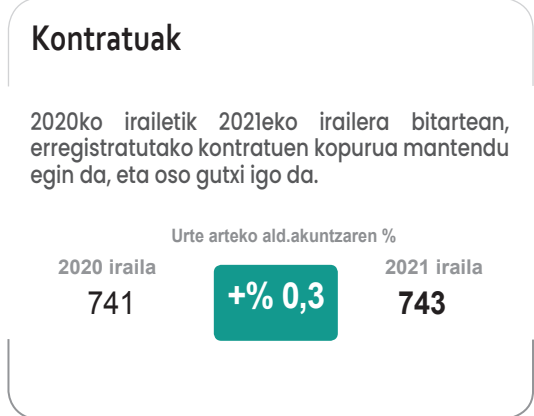 Kontratuak
2020ko irailetik 2021eko irailera bitartean,
erregistratutako kontratuen kopurua mantendu
egin da, eta oso gutxi igo da.
Urte arteko ald.akuntzaren %
2020 iraila
2021 iraila
741
+% 0,3
743